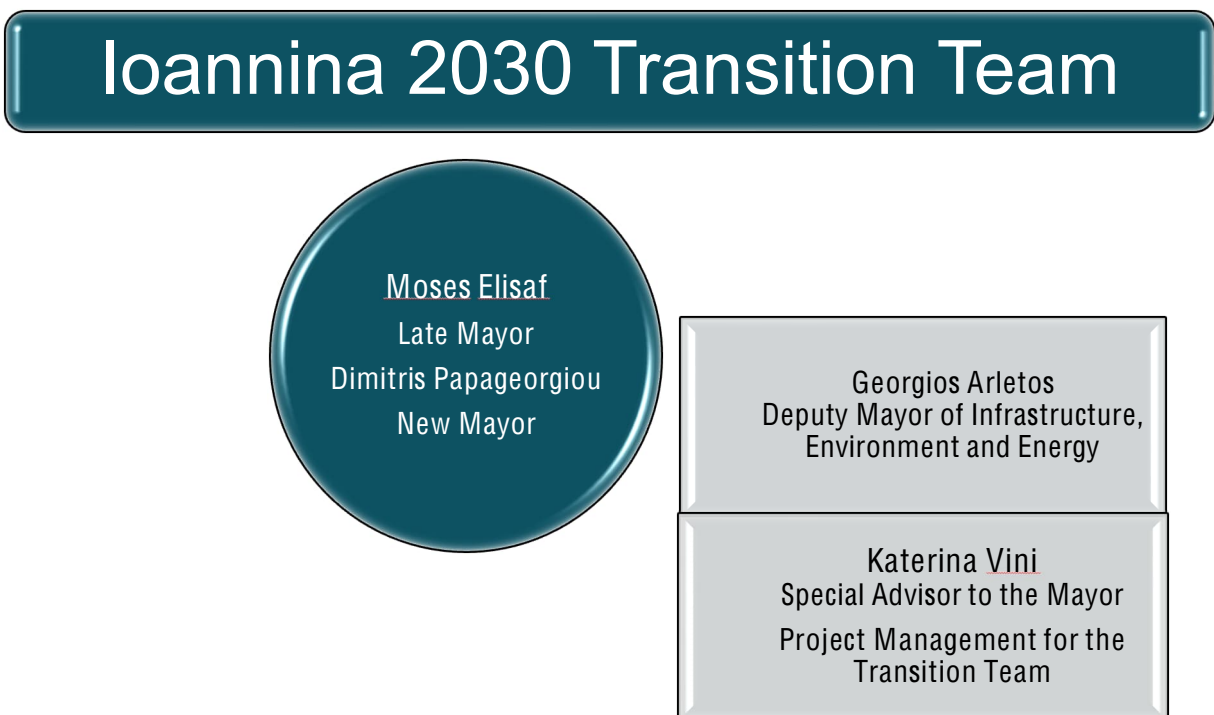 Ioannina 2030 Transition Team
Moses Elisaf
Late Mayor
Dimitris Papageorgiou
New Mayor
Georgios Arletos
Deputy Mayor of Infrastructure,
Environment and Energy
Katerina Vini
Special Advisor to the Mayor
Project Management for the
Transition Team